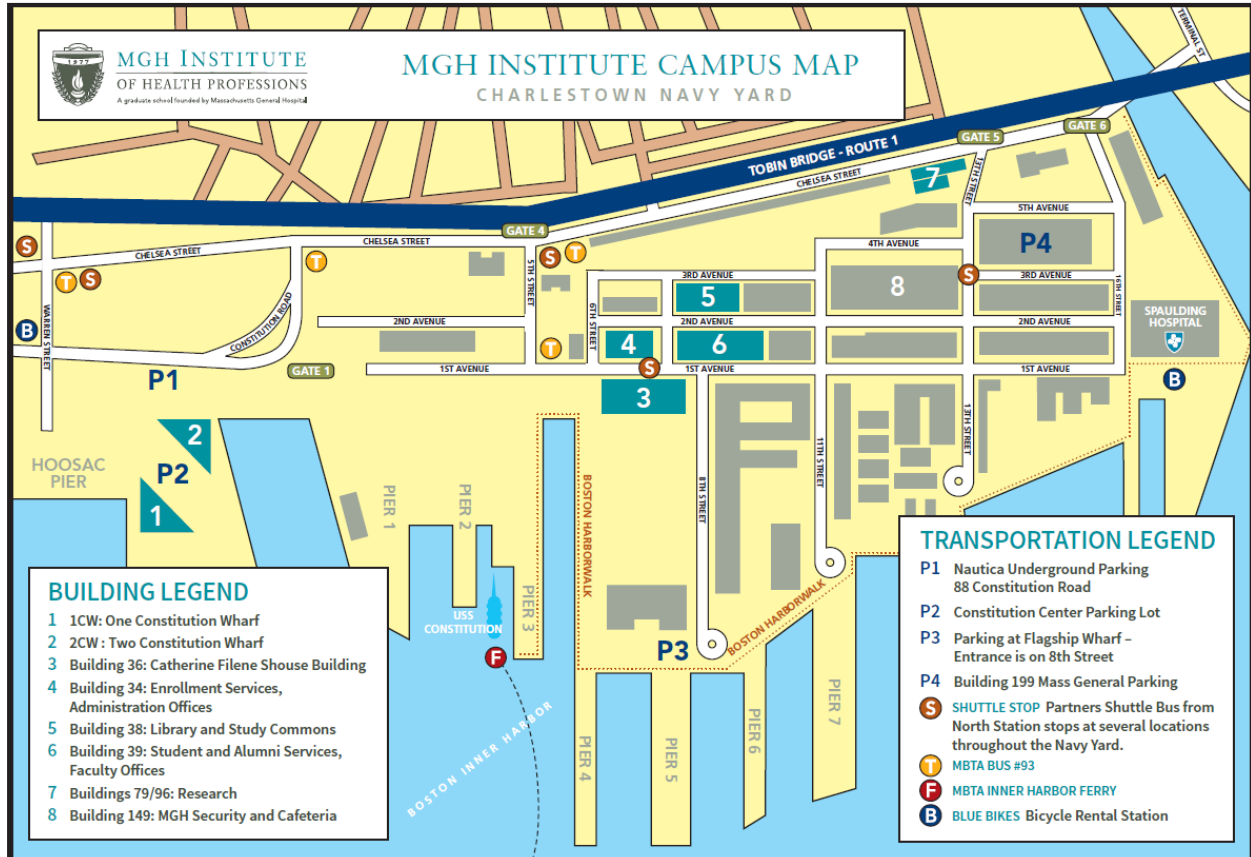 1977
MGH INSTITUTE
OF HEALTH PROFESSIONS
A graduate school founded by Massachusetts General Hospital
MGH INSTITUTE CAMPUS MAP
CHARLESTOWN NAVY YARD
TERMINAL ST
GATE 6
GATE 5
TOBIN BRIDGE - ROUTE 1
CHELSEA STREET
7
13TH STREET
5TH AVENUE
GATE 4
P4
S
CHELSEA STREET
4TH AVENUE
CHELSEA STREET
T
S
T
T
S
3RD AVENUE
S
3RD AVENUE
5TH STREET
8
16TH STREET
5
6TH STREET
WARREN STREET
CONSTITUTION ROAD
B
2ND AVENUE
2ND AVENUE
2ND AVENUE
SPAULDING
HOSPITAL
T
4
6
P1
GATE 1
1ST AVENUE
S
1ST AVENUE
1ST AVENUE
B
3
2
P2
HOOSAC
PIER
1
13TH STREET
11TH STREET
8TH STREET
BOSTON HARBORWALK
PIER 1
PIER 2
PIER 3
USS
CONSTITUTION
F
P3
BOSTON HARBORWALK
BOSTON INNER HARBOR
PIER 4
PIER 5
PIER 6
PIER 7
BUILDING LEGEND
1 1CW: One Constitution Wharf
2 2CW : Two Constitution Wharf
3 Building 36: Catherine Filene Shouse Building
4 Building 34: Enrollment Services,
Administration Offices
5 Building 38: Library and Study Commons
6 Building 39: Student and Alumni Services,
Faculty Offices
7 Buildings 79/96: Research
8 Building 149: MGH Security and Cafeteria
TRANSPORTATION LEGEND
P1 Nautica Underground Parking
88 Constitution Road
P2 Constitution Center Parking Lot
P3 Parking at Flagship Wharf –
Entrance is on 8th Street
P4 Building 199 Mass General Parking
S SHUTTLE STOP Partners Shuttle Bus from
North Station stops at several locations
throughout the Navy Yard.
T MBTA BUS #93
F MBTA INNER HARBOR FERRY
B BLUE BIKES Bicycle Rental Station